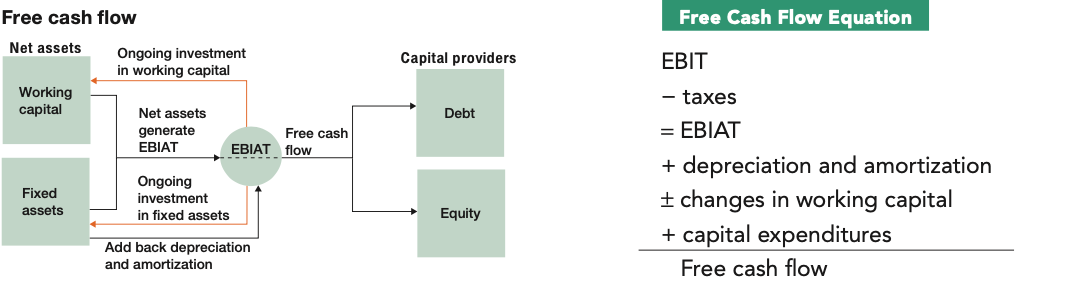 Free cash flow
Net assets
Working
capital
Fixed
assets
Ongoing investment
in working capital
Net assets
generate
EBIAT
EBIAT
Ongoing
investment
in fixed assets
Add back depreciation
and amortization
Free cash
flow
Capital providers
Debt
Equity
Free Cash Flow Equation
EBIT
− taxes
= EBIAT
+ depreciation and amortization
± changes in working capital
+ capital expenditures
Free cash flow